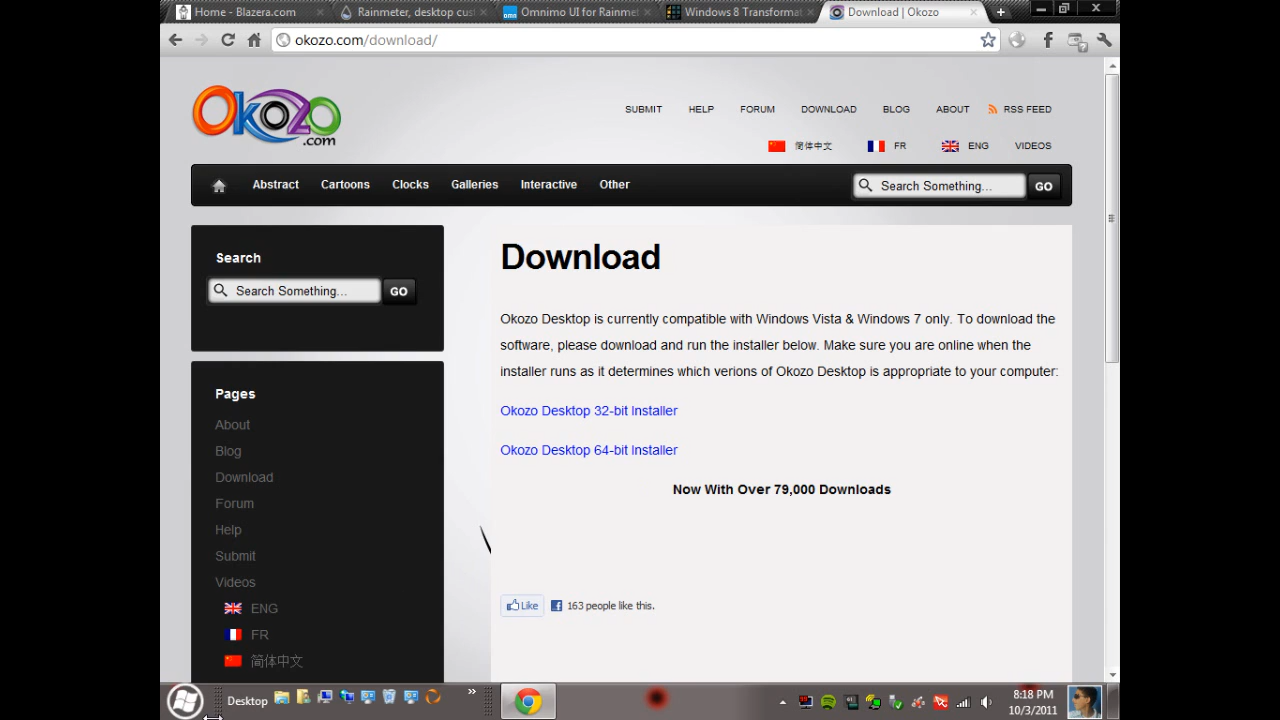 Home - Blazera.com
Rainmeter, desktop cus
Omnimo UI for Rainmet
Windows 8 Transformat
Download | Okozo
okozo.com/download/
Okozo
.com
SUBMIT HELP FORUM DOWNLOAD BLOG ABOUT RSS FEED
简体中文 FR ENG VIDEOS
Abstract Cartoons Clocks Galleries Interactive Other
Search Something... GO
Search
Search Something... GO
Pages
About
Blog
Download
Forum
Help
Submit
Videos
ENG
FR
简体中文
Download
Okozo Desktop is currently compatible with Windows Vista & Windows 7 only. To download the
software, please download and run the installer below. Make sure you are online when the
installer runs as it determines which verions of Okozo Desktop is appropriate to your computer:
Okozo Desktop 32-bit Installer
Okozo Desktop 64-bit Installer
Now With Over 79,000 Downloads
Like 163 people like this.
Desktop
8:18 PM
10/3/2011